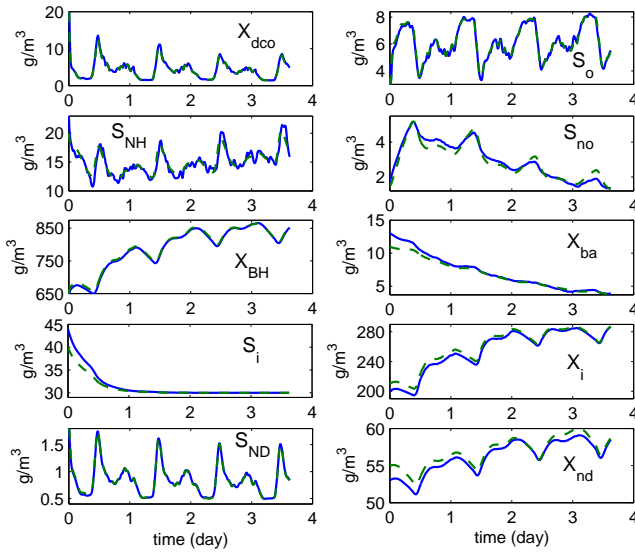 g/m³
20
10
0
0 1 2 3 4
X_dco
8
6
4
0 1 2 3 4
g/m³
S_o
g/m³
20
15
10
0 1 2 3 4
S_NH
g/m³
4
2
0 1 2 3 4
S_no
g/m³
850
750
650
0 1 2 3 4
X_BH
g/m³
15
10
5
0 1 2 3 4
X_ba
g/m³
45
40
35
30
0 1 2 3 4
S_i
g/m³
280
240
200
0 1 2 3 4
X_i
g/m³
1.5
1
0.5
0 1 2 3 4
S_ND
time (day)
g/m³
60
55
50
0 1 2 3 4
X_nd
time (day)